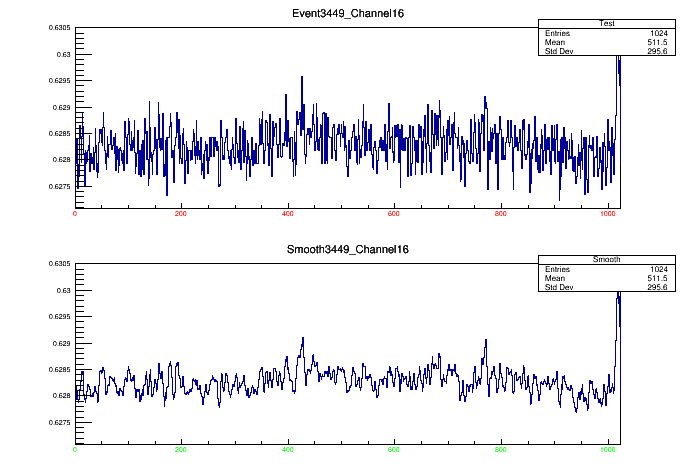 Event3449_Channel16
Test
Entries 1024
Mean 511.5
Std Dev 295.6
0.6305
0.63
0.6295
0.629
0.6285
0.628
0.6275
0 200 400 600 800 1000
Smooth3449_Channel16
Smooth
Entries 1024
Mean 511.5
Std Dev 295.6
0.6305
0.63
0.6295
0.629
0.6285
0.628
0.6275
0 200 400 600 800 1000